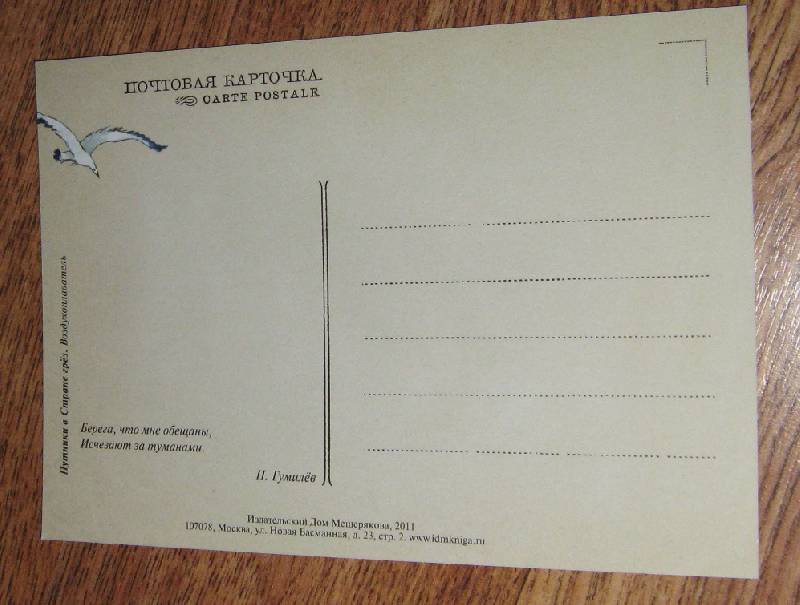 ПОЧТОВАЯ КАРТОЧКА
CARTE POSTALE
Путники в Стране грёз. Воздухоплаватель
Берега, что мне обещаны,
Исчезают за туманами.
Н. Гумилёв
Издательский Дом Мещерякова, 2011
107078, Москва, ул. Новая Басманная, д. 23, стр. 2. www.idmkniga.ru